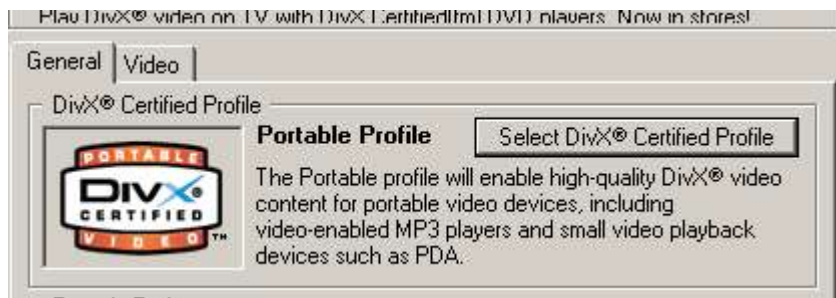 Play DivX® video on TV with DivX Certified(tm) DVD players. Now in stores!
General Video
DivX® Certified Profile
Portable Profile Select DivX® Certified Profile
PORTABLE
DIVX
CERTIFIED
VIDEO™
The Portable profile will enable high-quality DivX® video
content for portable video devices, including
video-enabled MP3 players and small video playback
devices such as PDA.